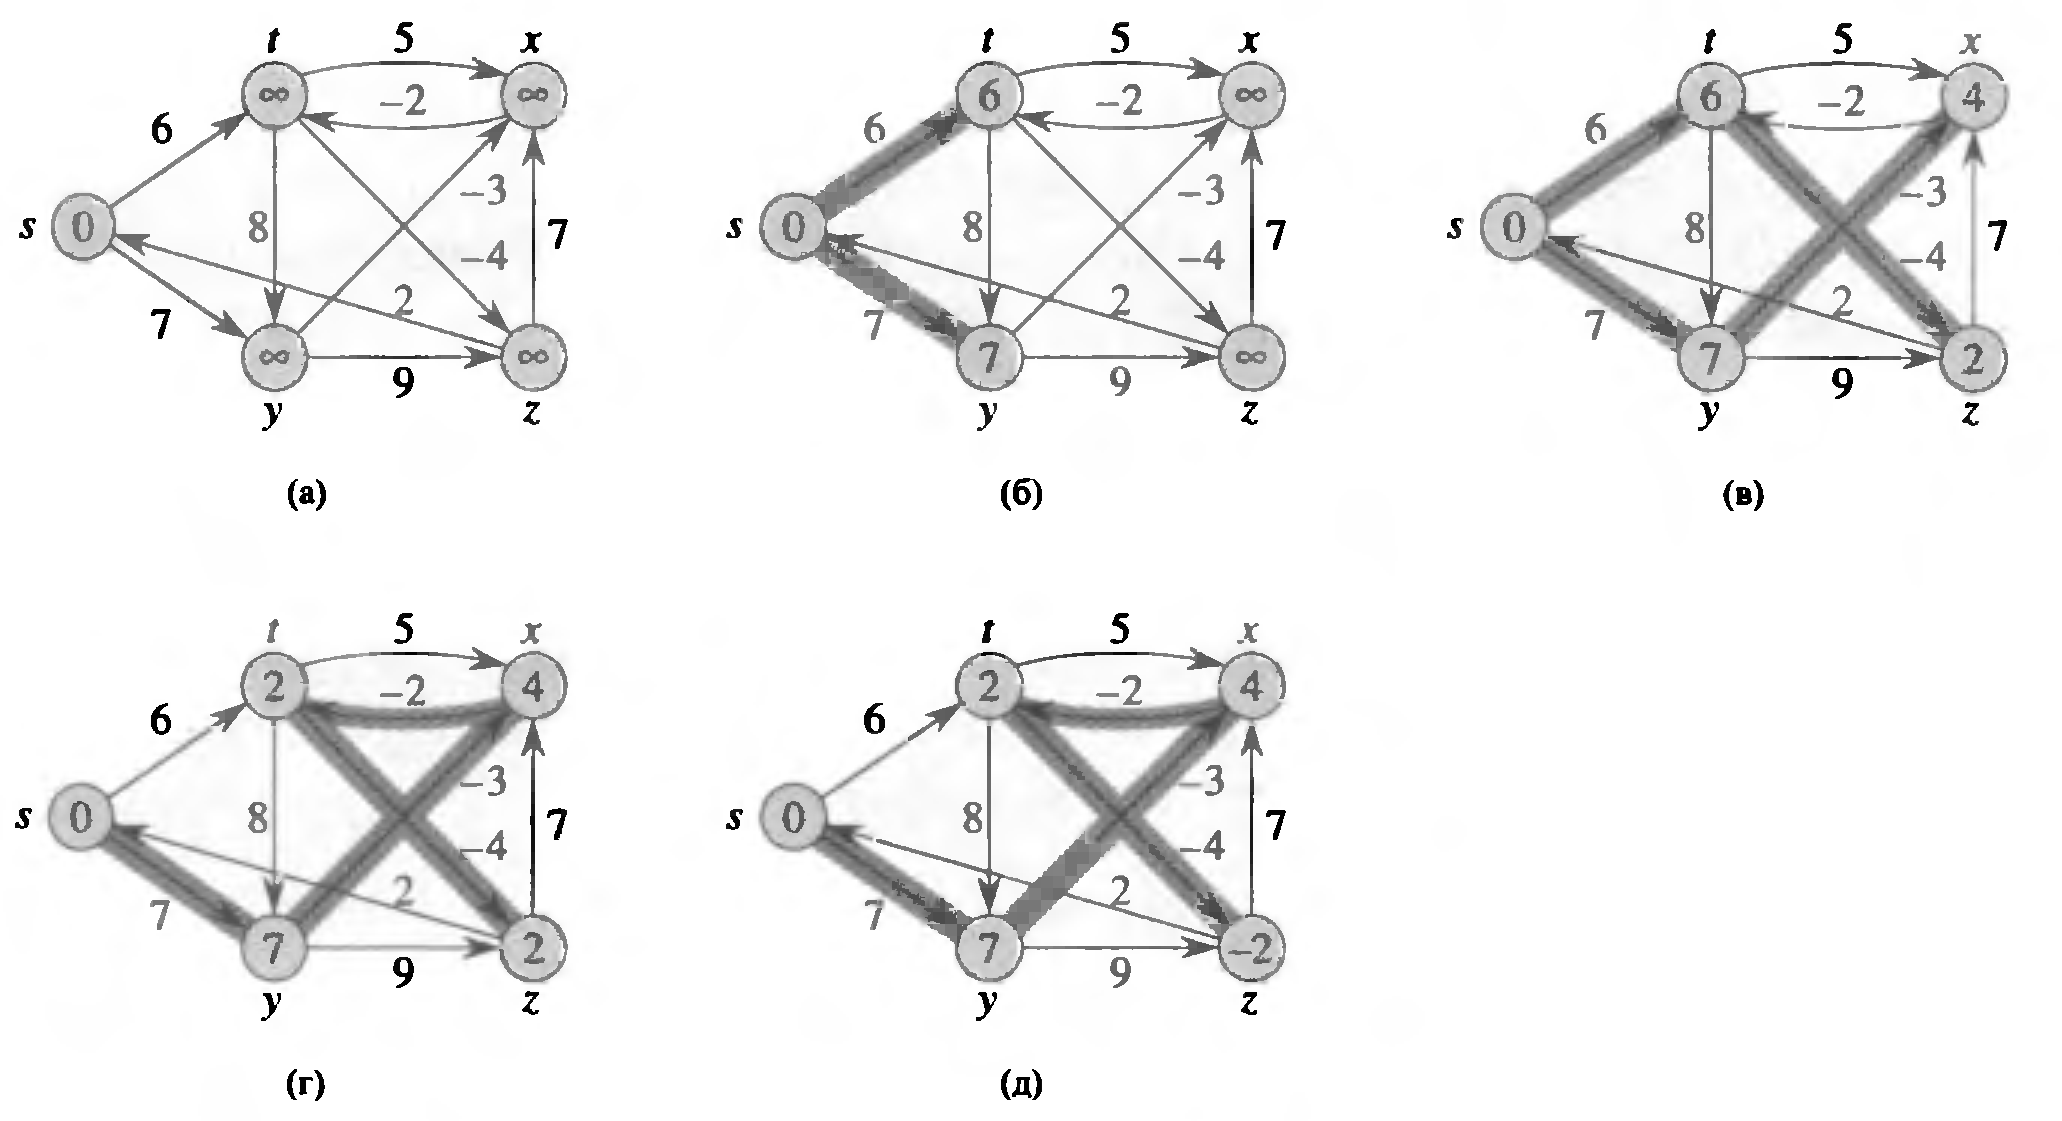 t 5 x t 5 x t 5 x
∞ −2 ∞ 6 −2 ∞ 6 −2 4
6 6 6
−3 −3 −3
s 0 8 7 s 0 8 7 s 0 8 7
−4 −4 −4
7 2 7 2 7 2
∞ 9 ∞ 7 9 ∞ 7 9 2
y z y z y z
(а) (б) (в)
t 5 x t 5 x
2 −2 4 2 −2 4
6 6
−3 −3
s 0 8 7 s 0 8 7
−4 −4
7 2 7 2
7 9 2 7 9 −2
y z y z
(г) (д)